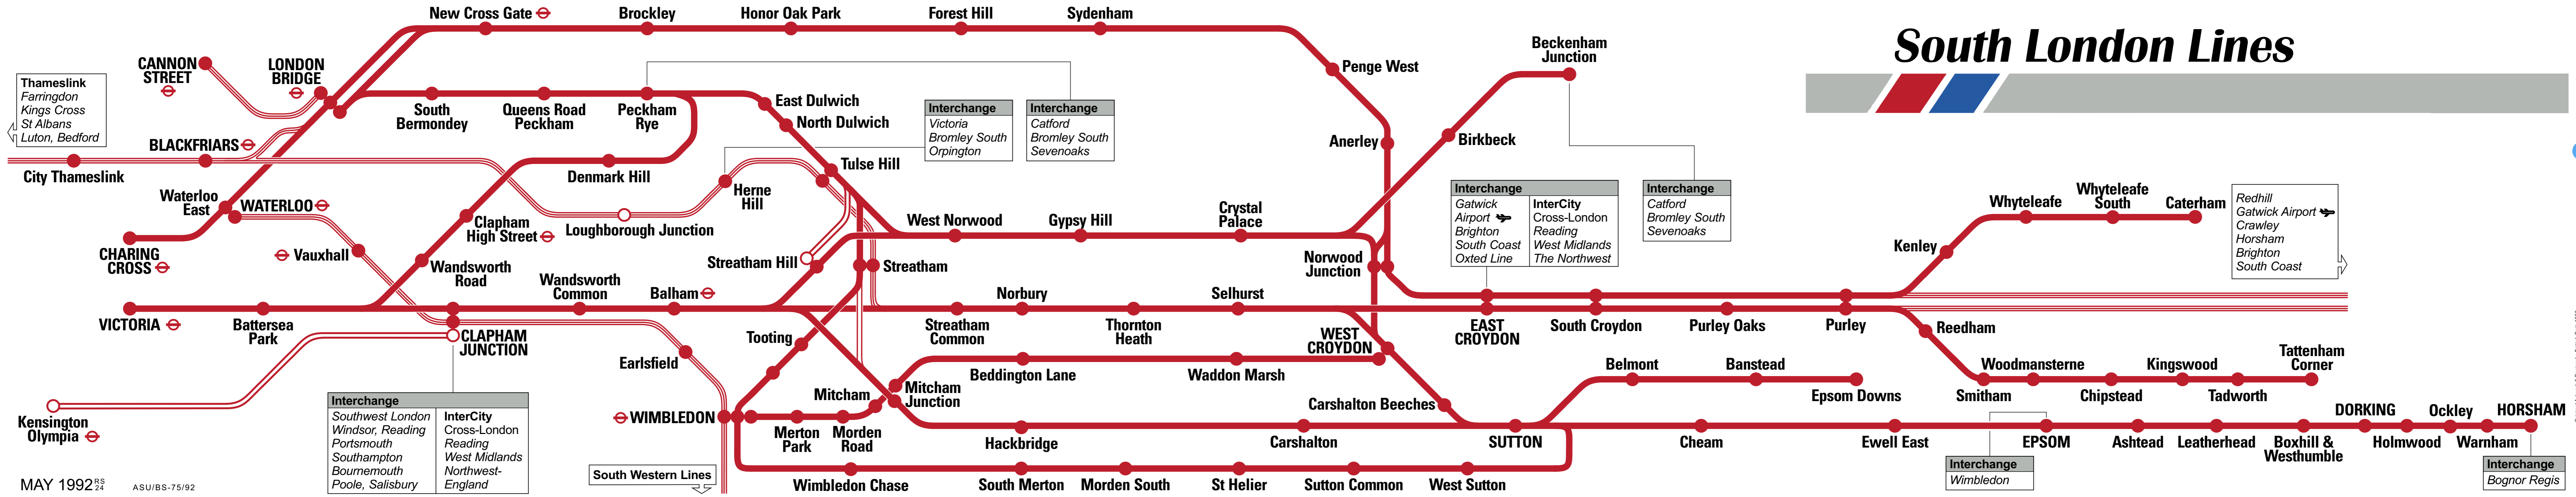 South London Lines
New Cross Gate
Brockley
Honor Oak Park
Forest Hill
Sydenham
CANNON
STREET
LONDON
BRIDGE
Thameslink
Farringdon
Kings Cross
St Albans
Luton, Bedford
BLACKFRIARS
City Thameslink
South
Bermondey
Queens Road
Peckham
Peckham
Rye
East Dulwich
North Dulwich
Tulse Hill
Interchange
Victoria
Bromley South
Orpington
Interchange
Catford
Bromley South
Sevenoaks
Penge West
Anerley
Beckenham
Junction
Birkbeck
Denmark Hill
Herne
Hill
Waterloo
East
WATERLOO
Clapham
High Street
Loughborough Junction
CHARING
CROSS
Vauxhall
Wandsworth
Road
West Norwood
Gypsy Hill
Crystal
Palace
Streatham Hill
Streatham
Norwood
Junction
Interchange
Gatwick
Airport
Brighton
South Coast
Oxted Line
InterCity
Cross-London
Reading
West Midlands
The Northwest
Interchange
Catford
Bromley South
Sevenoaks
Whyteleafe
Whyteleafe
South
Caterham
Kenley
Redhill
Gatwick Airport
Crawley
Horsham
Brighton
South Coast
VICTORIA
Battersea
Park
Wandsworth
Common
Balham
CLAPHAM
JUNCTION
Streatham
Common
Norbury
Thornton
Heath
Selhurst
WEST
CROYDON
EAST
CROYDON
South Croydon
Purley Oaks
Purley
Reedham
Tooting
Earlsfield
Mitcham
Mitcham
Junction
Beddington Lane
Waddon Marsh
Belmont
Banstead
Epsom Downs
Smitham
Woodmansterne
Chipstead
Kingswood
Tadworth
Tattenham
Corner
Kensington
Olympia
Interchange
Southwest London
Windsor, Reading
Portsmouth
Southampton
Bournemouth
Poole, Salisbury
InterCity
Cross-London
Reading
West Midlands
Northwest-
England
WIMBLEDON
Merton
Park
Morden
Road
Hackbridge
Carshalton
Carshalton Beeches
SUTTON
Cheam
Ewell East
EPSOM
Ashtead
Leatherhead
Boxhill &
Westhumble
DORKING
Holmwood
Ockley
Warnham
HORSHAM
South Western Lines
Wimbledon Chase
South Merton
Morden South
St Helier
Sutton Common
West Sutton
Interchange
Wimbledon
Interchange
Bognor Regis
MAY 1992 RS 24
ASU/BS-75/92